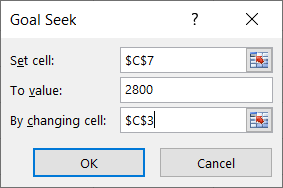 Goal Seek ? ×
Set cell: $C$7
To value: 2800
By changing cell: $C$3
OK Cancel